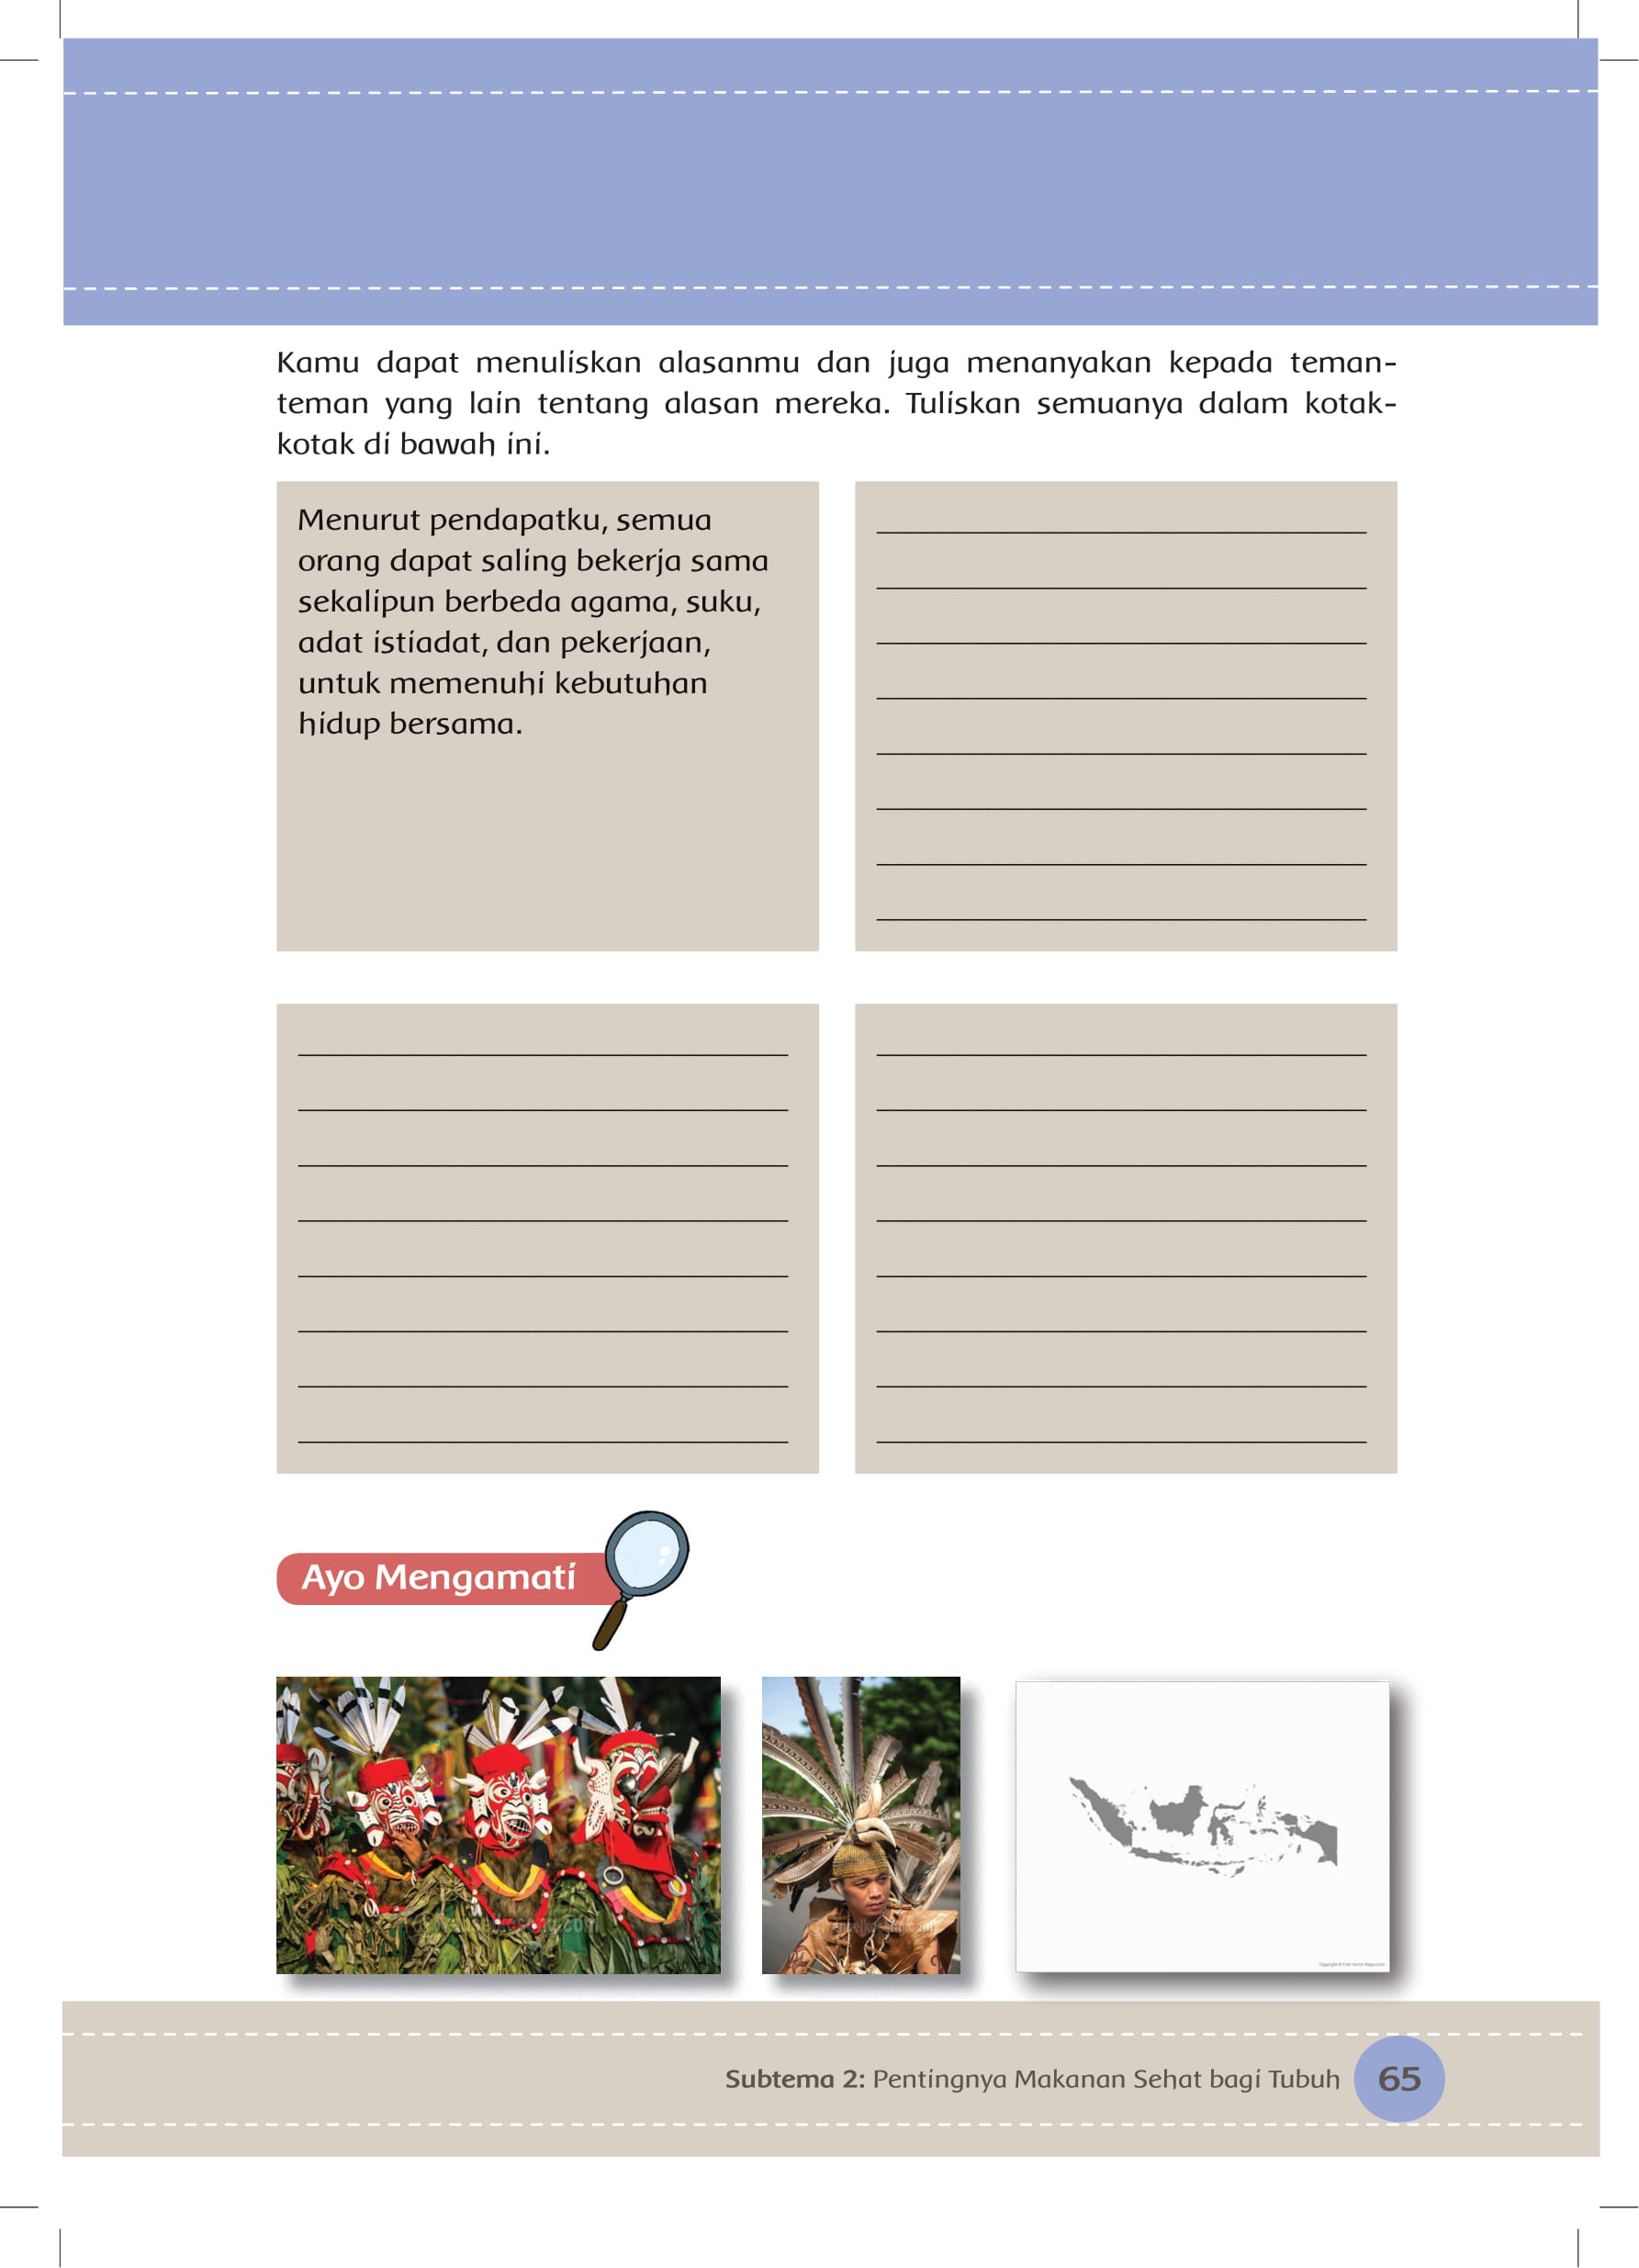 Kamu dapat menuliskan alasanmu dan juga menanyakan kepada teman-
teman yang lain tentang alasan mereka. Tuliskan semuanya dalam kotak-
kotak di bawah ini.
Menurut pendapatku, semua
orang dapat saling bekerja sama
sekalipun berbeda agama, suku,
adat istiadat, dan pekerjaan,
untuk memenuhi kebutuhan
hidup bersama.
Ayo Mengamati
Subtema 2: Pentingnya Makanan Sehat bagi Tubuh 65